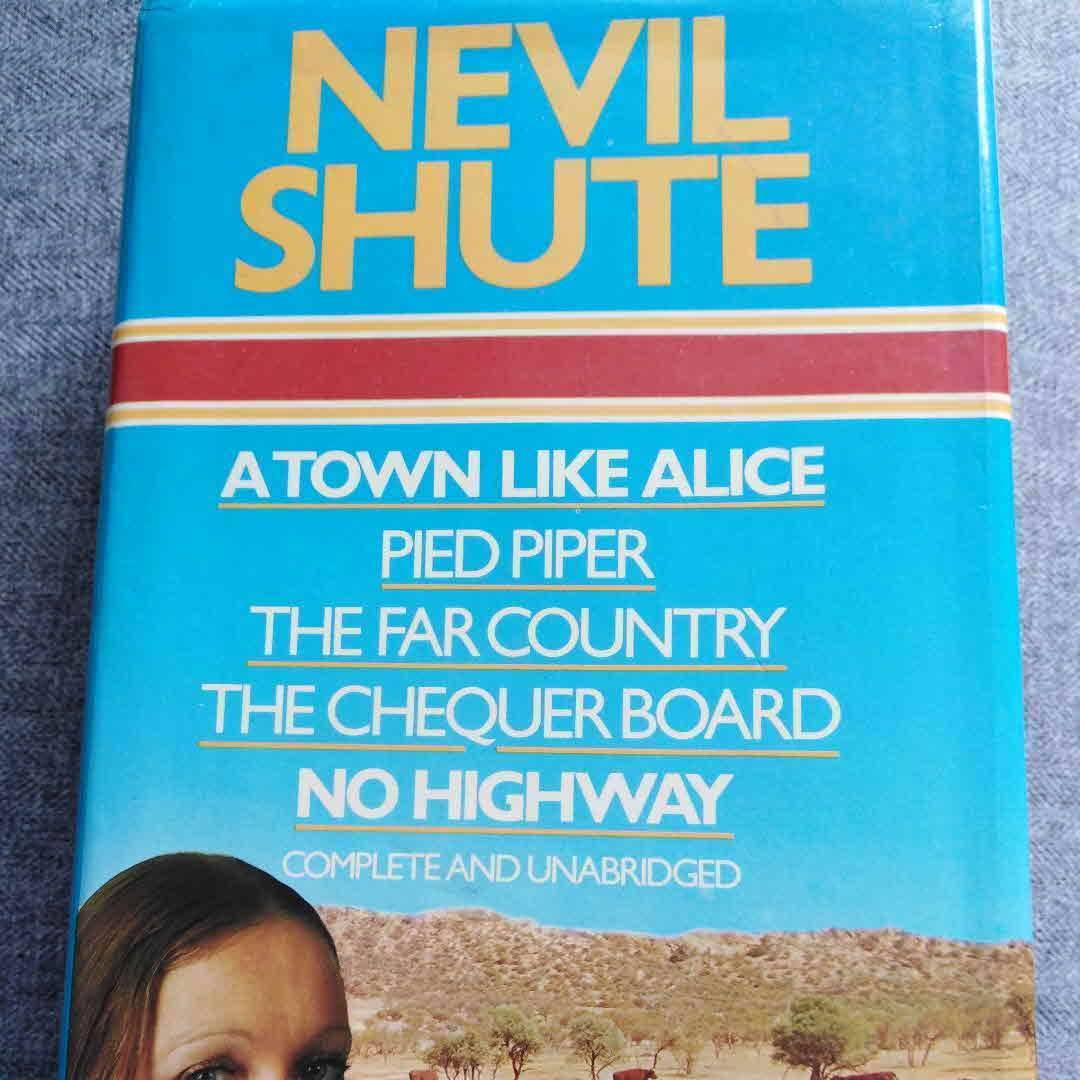 NEVIL
SHUTE
A TOWN LIKE ALICE
PIED PIPER
THE FAR COUNTRY
THE CHEQUER BOARD
NO HIGHWAY
COMPLETE AND UNABRIDGED